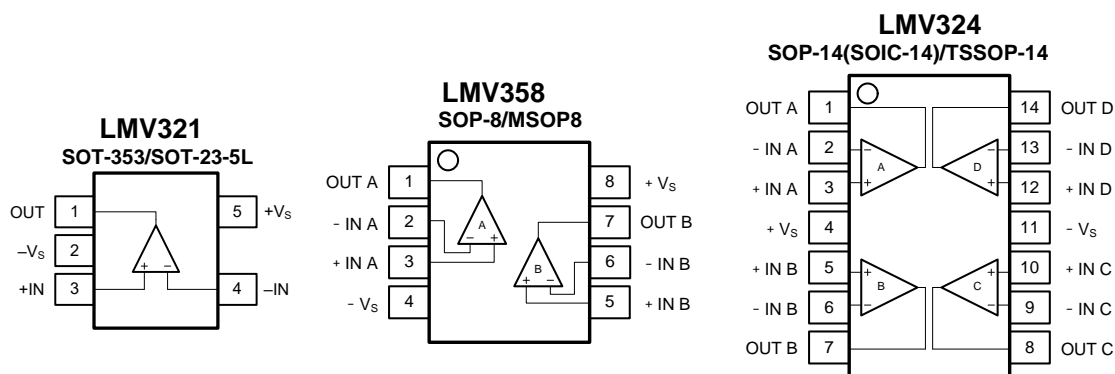 LMV321
SOT-353/SOT-23-5L
OUT 1 5 +VS
–VS 2
+IN 3 4 –IN
+ –
LMV358
SOP-8/MSOP8
OUT A 1 8 + VS
- IN A 2 7 OUT B
+ IN A 3 6 - IN B
- VS 4 5 + IN B
A
– +
B
+ –
LMV324
SOP-14(SOIC-14)/TSSOP-14
OUT A 1 14 OUT D
- IN A 2 13 - IN D
+ IN A 3 12 + IN D
+ VS 4 11 - VS
+ IN B 5 10 + IN C
- IN B 6 9 - IN C
OUT B 7 8 OUT C
– –
A D
+ +
+ +
B C
– –